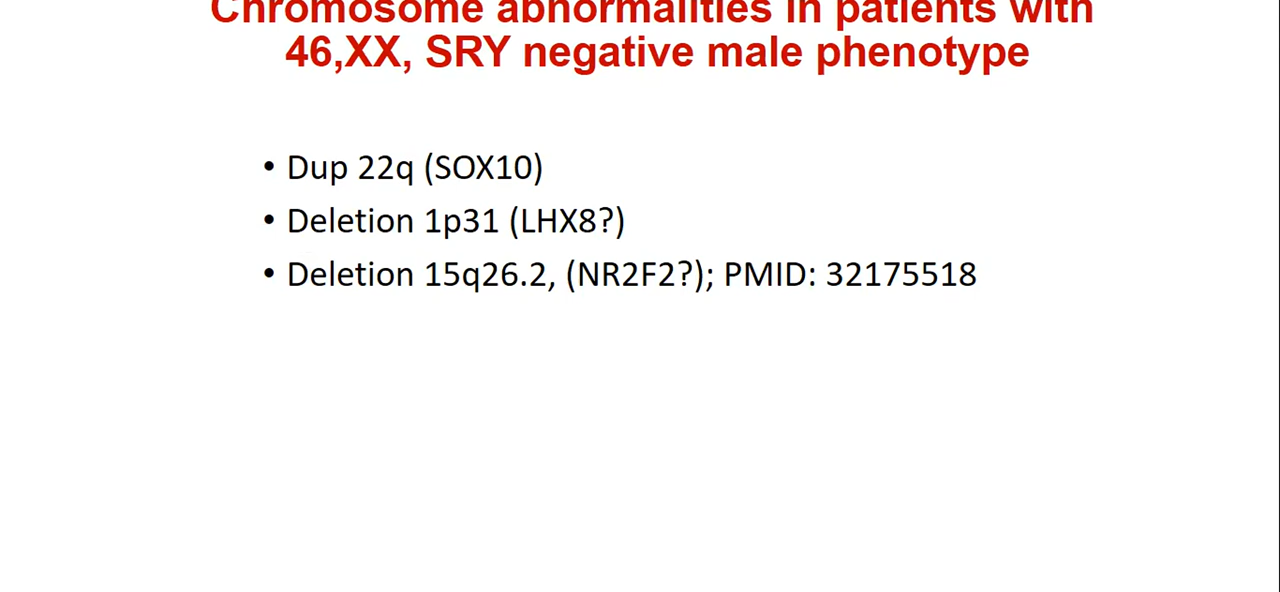 Chromosome abnormalities in patients with
46,XX, SRY negative male phenotype
• Dup 22q (SOX10)
• Deletion 1p31 (LHX8?)
• Deletion 15q26.2, (NR2F2?); PMID: 32175518